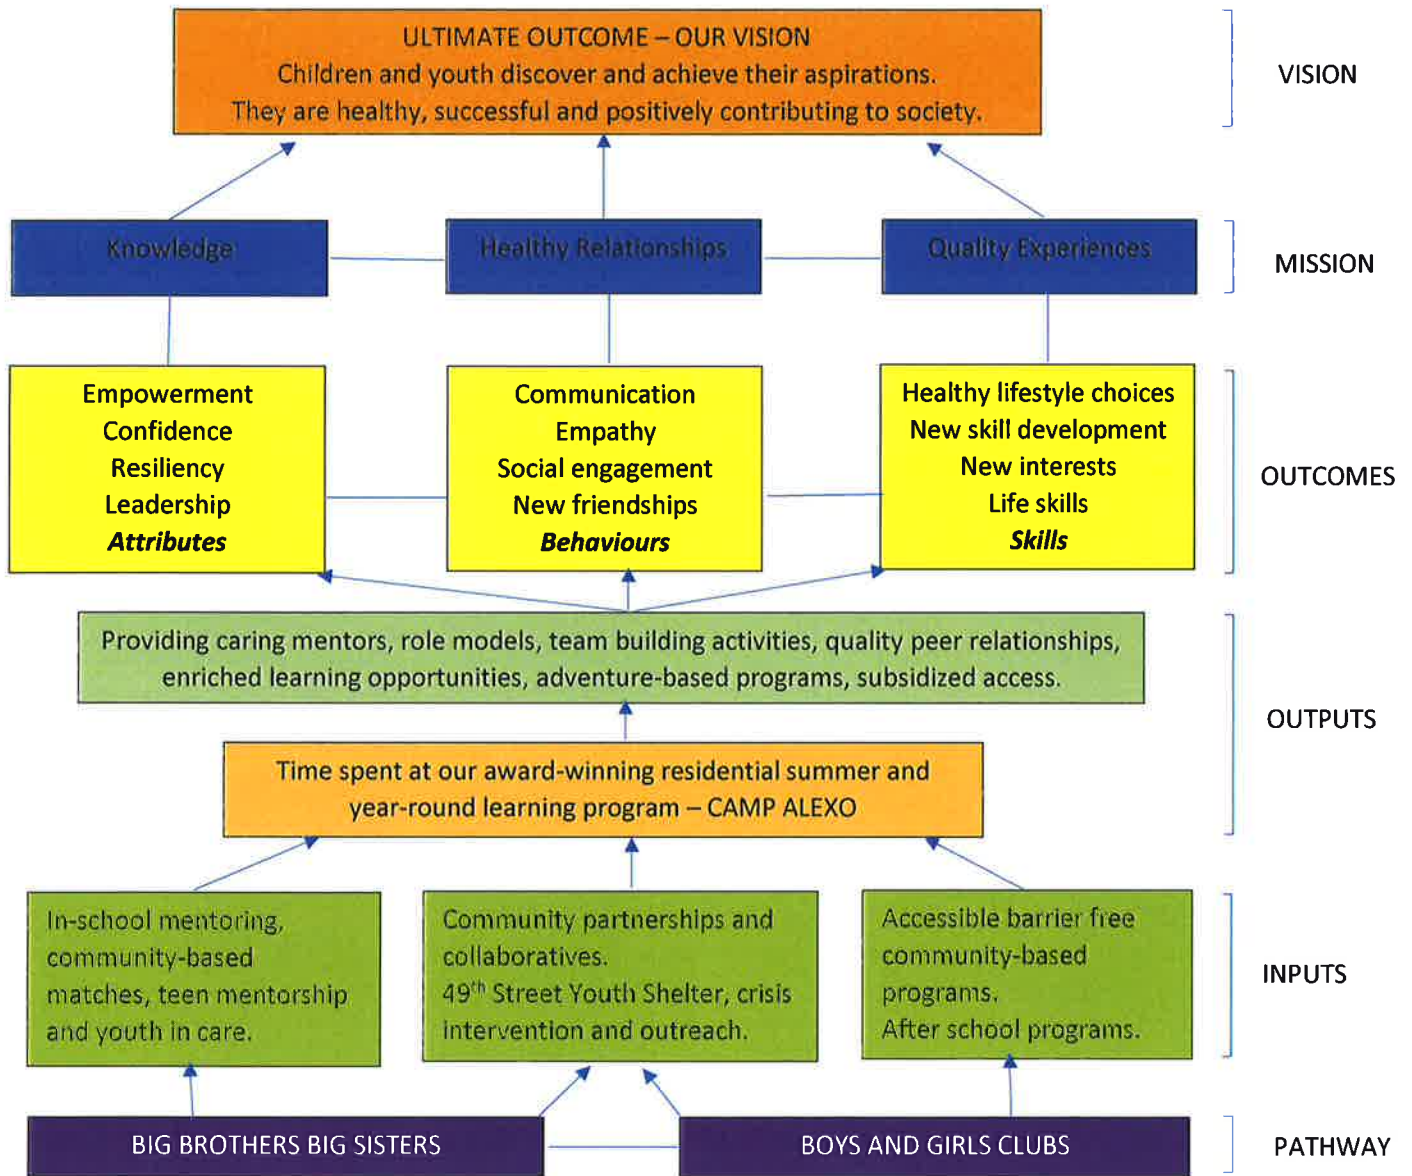 ULTIMATE OUTCOME – OUR VISION
Children and youth discover and achieve their aspirations.
They are healthy, successful and positively contributing to society.
VISION
Knowledge
Healthy Relationships
Quality Experiences
MISSION
Empowerment
Confidence
Resiliency
Leadership
Attributes
Communication
Empathy
Social engagement
New friendships
Behaviours
Healthy lifestyle choices
New skill development
New interests
Life skills
Skills
OUTCOMES
Providing caring mentors, role models, team building activities, quality peer relationships,
enriched learning opportunities, adventure-based programs, subsidized access.
OUTPUTS
Time spent at our award-winning residential summer and
year-round learning program – CAMP ALEXO
In-school mentoring,
community-based
matches, teen mentorship
and youth in care.
Community partnerships and
collaboratives.
49th Street Youth Shelter, crisis
intervention and outreach.
Accessible barrier free
community-based
programs.
After school programs.
INPUTS
BIG BROTHERS BIG SISTERS
BOYS AND GIRLS CLUBS
PATHWAY